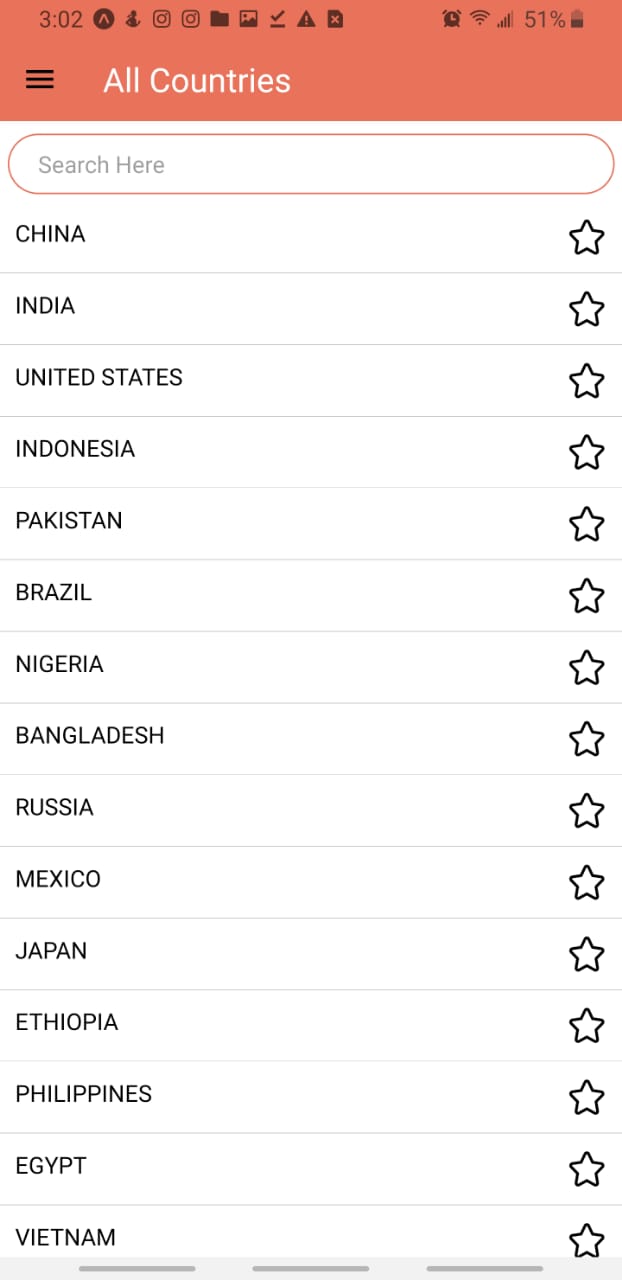 3:02 51%
All Countries
Search Here
CHINA
INDIA
UNITED STATES
INDONESIA
PAKISTAN
BRAZIL
NIGERIA
BANGLADESH
RUSSIA
MEXICO
JAPAN
ETHIOPIA
PHILIPPINES
EGYPT
VIETNAM